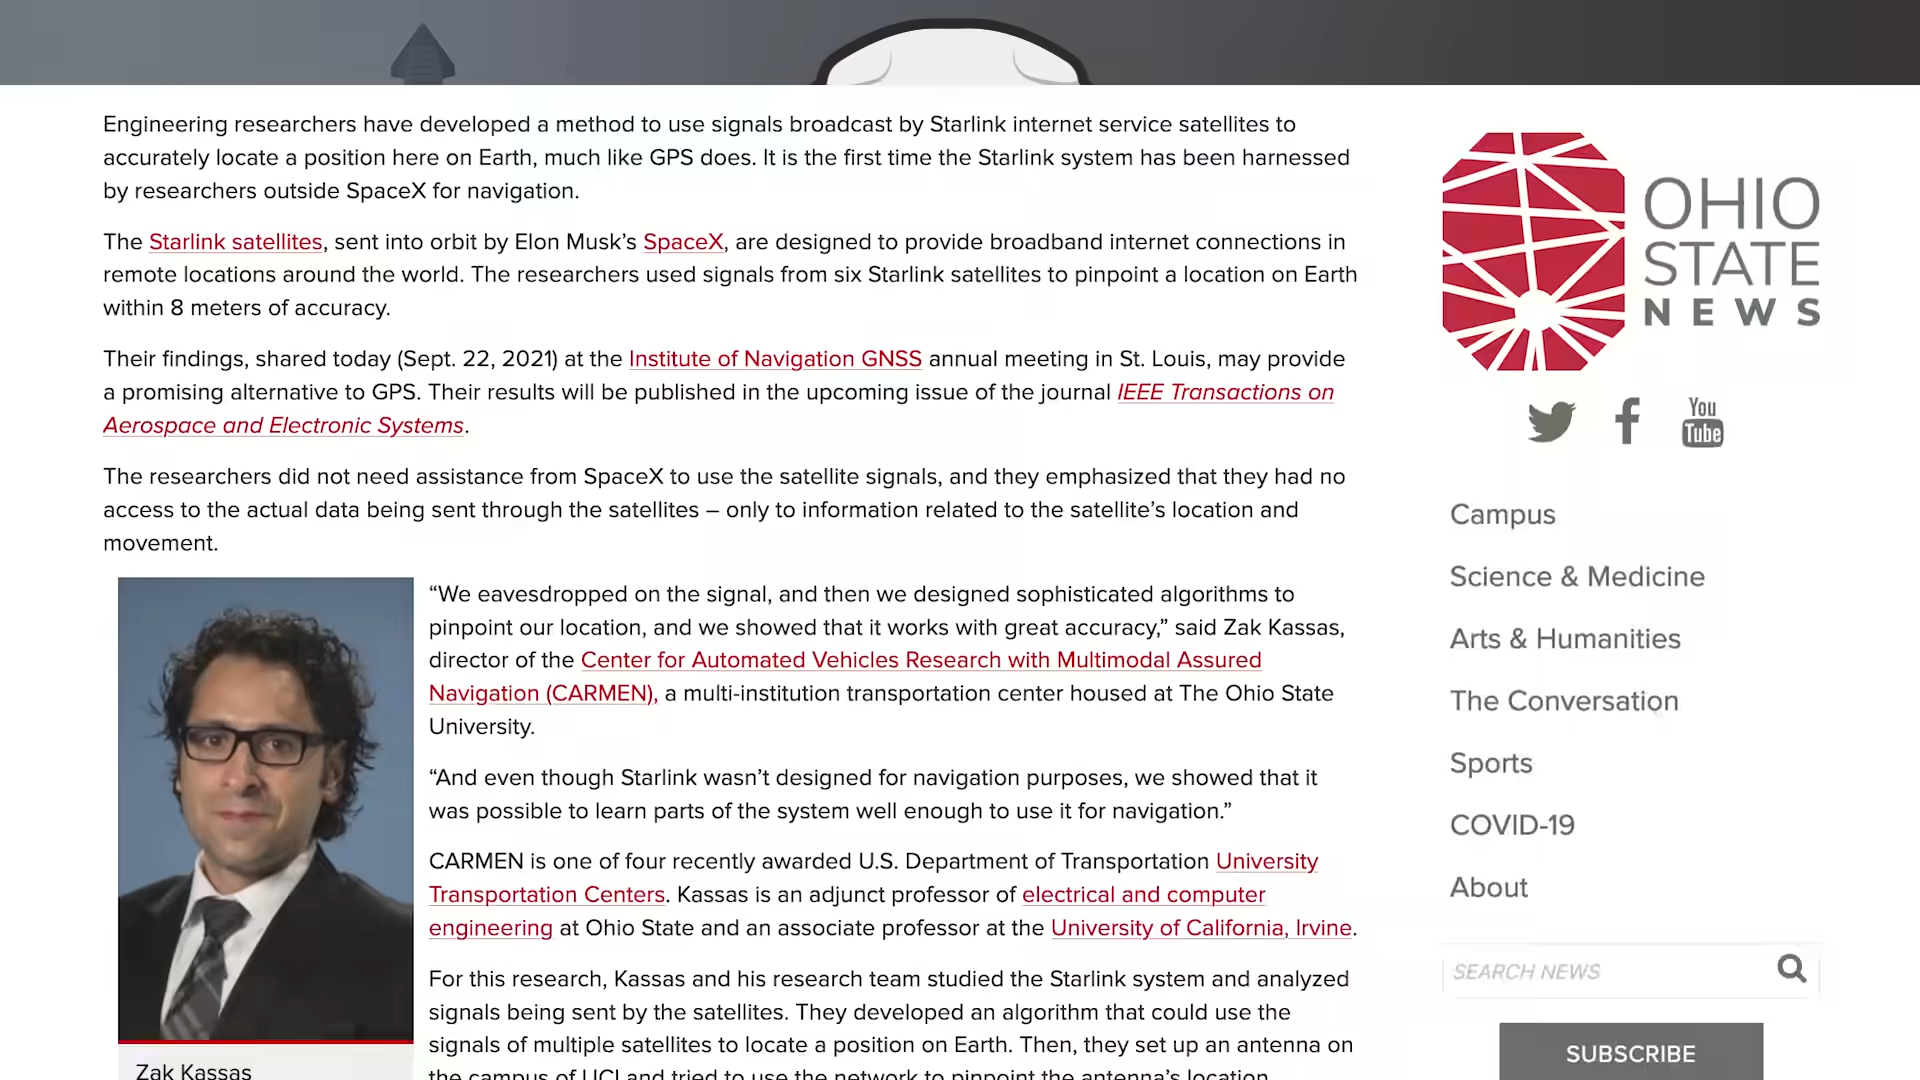 Engineering researchers have developed a method to use signals broadcast by Starlink internet service satellites to
accurately locate a position here on Earth, much like GPS does. It is the first time the Starlink system has been harnessed
by researchers outside SpaceX for navigation.
The Starlink satellites, sent into orbit by Elon Musk’s SpaceX, are designed to provide broadband internet connections in
remote locations around the world. The researchers used signals from six Starlink satellites to pinpoint a location on Earth
within 8 meters of accuracy.
Their findings, shared today (Sept. 22, 2021) at the Institute of Navigation GNSS annual meeting in St. Louis, may provide
a promising alternative to GPS. Their results will be published in the upcoming issue of the journal IEEE Transactions on
Aerospace and Electronic Systems.
The researchers did not need assistance from SpaceX to use the satellite signals, and they emphasized that they had no
access to the actual data being sent through the satellites – only to information related to the satellite’s location and
movement.
“We eavesdropped on the signal, and then we designed sophisticated algorithms to
pinpoint our location, and we showed that it works with great accuracy,” said Zak Kassas,
director of the Center for Automated Vehicles Research with Multimodal Assured
Navigation (CARMEN), a multi-institution transportation center housed at The Ohio State
University.
“And even though Starlink wasn’t designed for navigation purposes, we showed that it
was possible to learn parts of the system well enough to use it for navigation.”
CARMEN is one of four recently awarded U.S. Department of Transportation University
Transportation Centers. Kassas is an adjunct professor of electrical and computer
engineering at Ohio State and an associate professor at the University of California, Irvine.
For this research, Kassas and his research team studied the Starlink system and analyzed
signals being sent by the satellites. They developed an algorithm that could use the
signals of multiple satellites to locate a position on Earth. Then, they set up an antenna on
the campus of UCI and tried to use the network to pinpoint the antenna’s location
Zak Kassas
OHIO
STATE
NEWS
You
Tube
Campus
Science & Medicine
Arts & Humanities
The Conversation
Sports
COVID-19
About
SEARCH NEWS
SUBSCRIBE